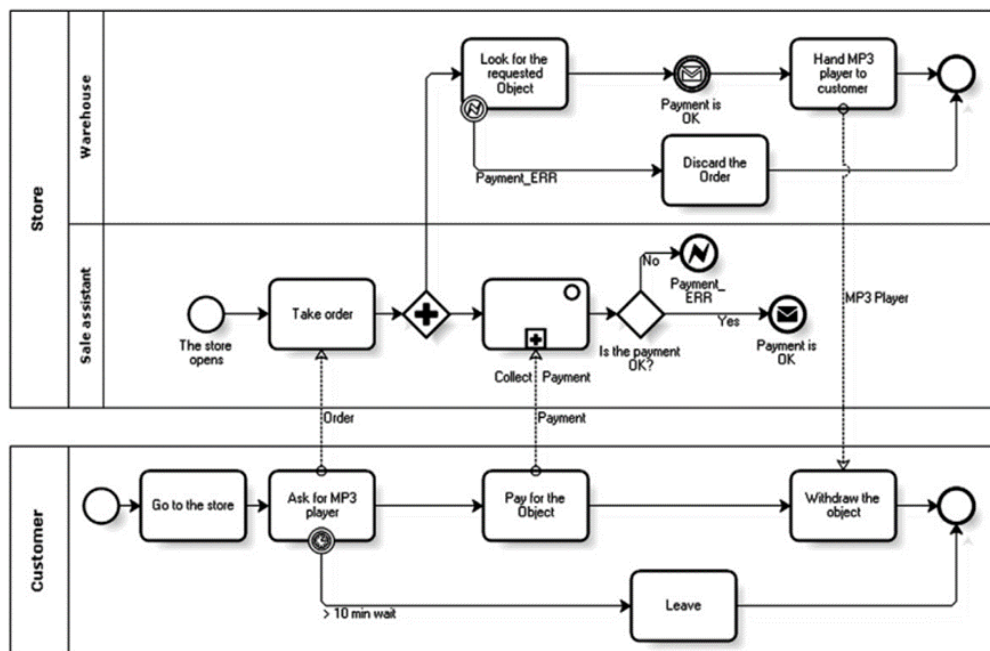 Store
Warehouse
Look for the
requested
Object
Payment is
OK
Hand MP3
player to
customer
Payment_ERR
Discard the
Order
Sale assistant
The store
opens
Take order
Collect Payment
Is the payment
OK?
No
Payment_
ERR
Yes
Payment is
OK
MP3 Player
Order
Payment
Customer
Go to the store
Ask for MP3
player
Pay for the
Object
Withdraw the
object
> 10 min wait
Leave